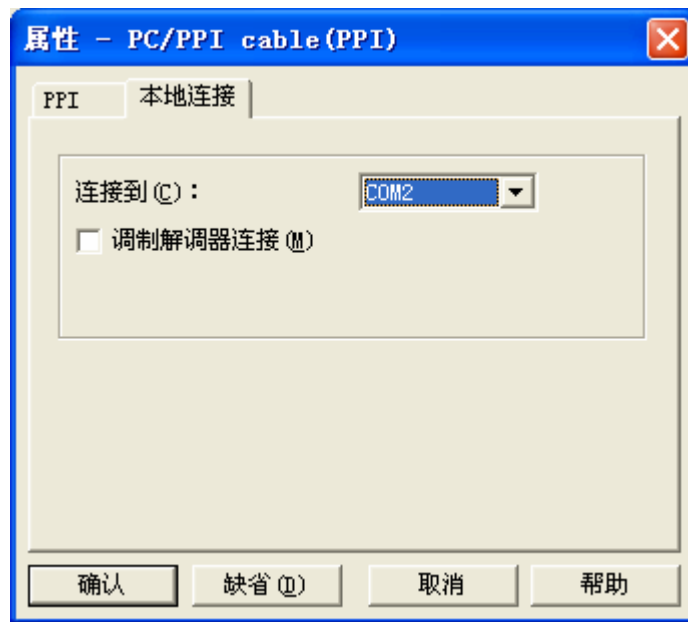 属性 - PC/PPI cable(PPI)
PPI 本地连接
连接到(C): COM2
调制解调器连接(M)
确认 缺省(D) 取消 帮助